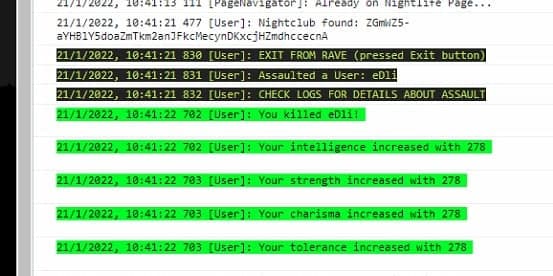 21/1/2022, 10:41:13 111 [PageNavigator]: Already on Nightlife Page...
21/1/2022, 10:41:21 477 [User]: Nightclub found: ZGmWZ5-
aYHBlY5doaZmTkm2anJFkcMecynDKxcjHZmdhccecnA
21/1/2022, 10:41:21 830 [User]: EXIT FROM RAVE (pressed Exit button)
21/1/2022, 10:41:21 831 [User]: Assaulted a User: eDli
21/1/2022, 10:41:21 832 [User]: CHECK LOGS FOR DETAILS ABOUT ASSAULT
21/1/2022, 10:41:22 702 [User]: You killed eDli!
21/1/2022, 10:41:22 702 [User]: Your intelligence increased with 278
21/1/2022, 10:41:22 703 [User]: Your strength increased with 278
21/1/2022, 10:41:22 703 [User]: Your charisma increased with 278
21/1/2022, 10:41:22 703 [User]: Your tolerance increased with 278